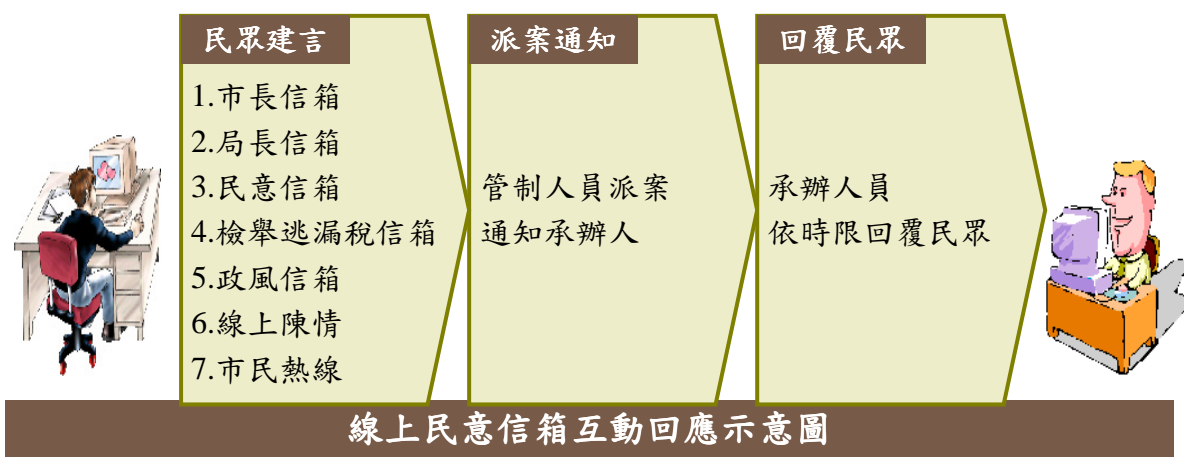 民眾建言
1.市長信箱
2.局長信箱
3.民意信箱
4.檢舉逃漏稅信箱
5.政風信箱
6.線上陳情
7.市民熱線
派案通知
管制人員派案
通知承辦人
回覆民眾
承辦人員
依時限回覆民眾
線上民意信箱互動回應示意圖